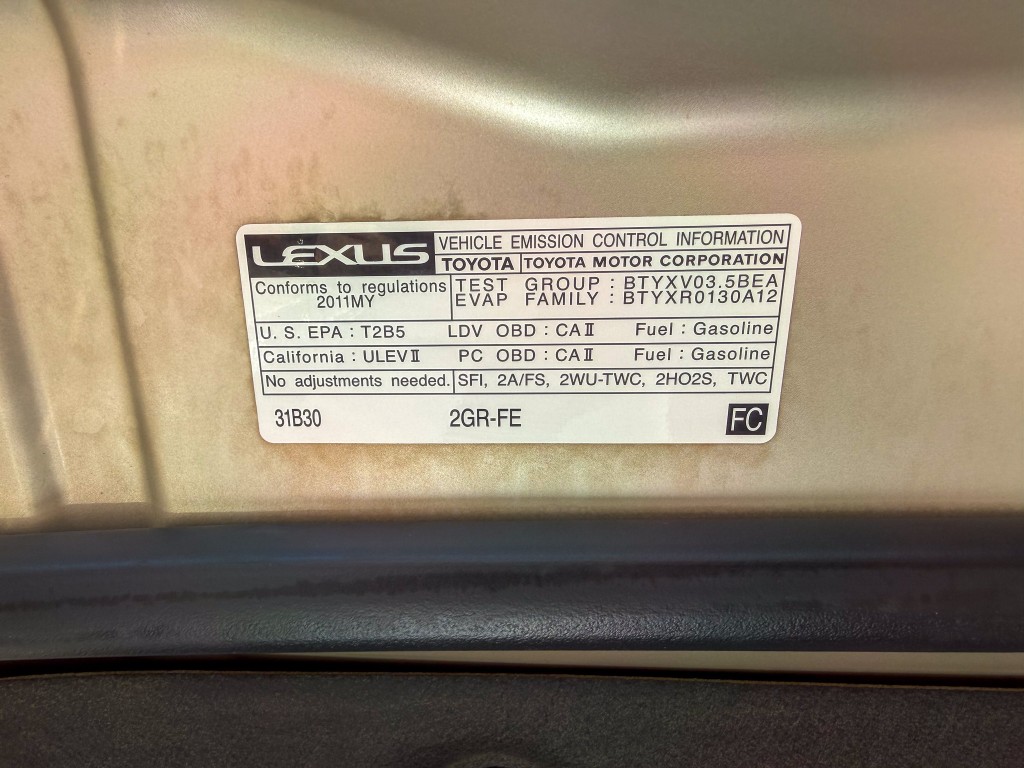 LEXUS VEHICLE EMISSION CONTROL INFORMATION
TOYOTA TOYOTA MOTOR CORPORATION
Conforms to regulations TEST GROUP : BTYXV03.5BEA
2011MY EVAP FAMILY : BTYXR0130A12
U. S. EPA : T2B5 LDV OBD : CAⅡ Fuel : Gasoline
California : ULEVⅡ PC OBD : CAⅡ Fuel : Gasoline
No adjustments needed. SFI, 2A/FS, 2WU-TWC, 2HO2S, TWC
31B30 2GR-FE FC